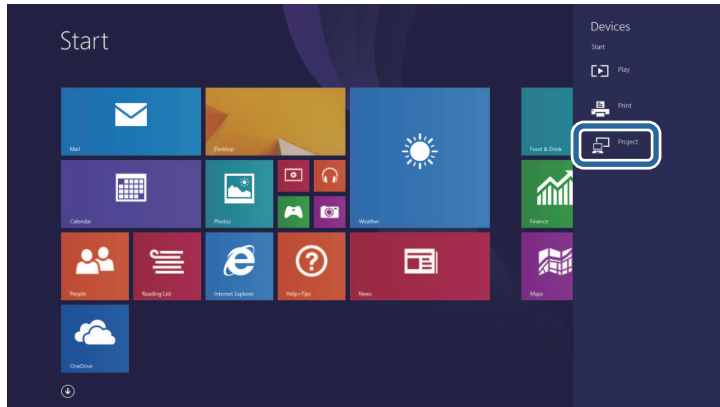 Start
Devices
Start
Play
Print
Project
Mail
Desktop
Weather
Food & Drink
Calendar
Photos
Finance
People
Reading List
Internet Explorer
Help+Tips
News
Maps
OneDrive